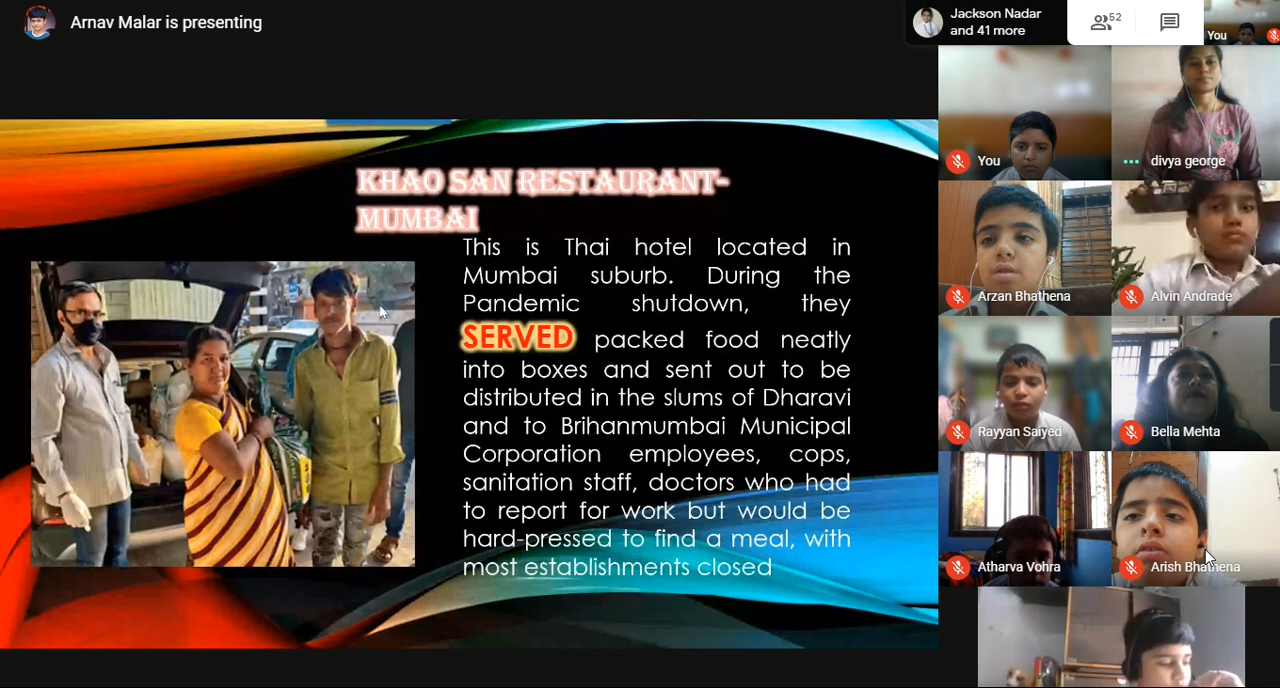 Arnav Malar is presenting
Jackson Nadar
and 41 more
52
You
You
divya george
KHAO SAN RESTAURANT-
MUMBAI
This is Thai hotel located in
Mumbai suburb. During the
Pandemic shutdown, they
SERVED packed food neatly
into boxes and sent out to be
distributed in the slums of Dharavi
and to Brihanmumbai Municipal
Corporation employees, cops,
sanitation staff, doctors who had
to report for work but would be
hard-pressed to find a meal, with
most establishments closed
Arzan Bhathena
Alvin Andrade
Rayyan Saiyed
Bella Mehta
Atharva Vohra
Arish Bhathena